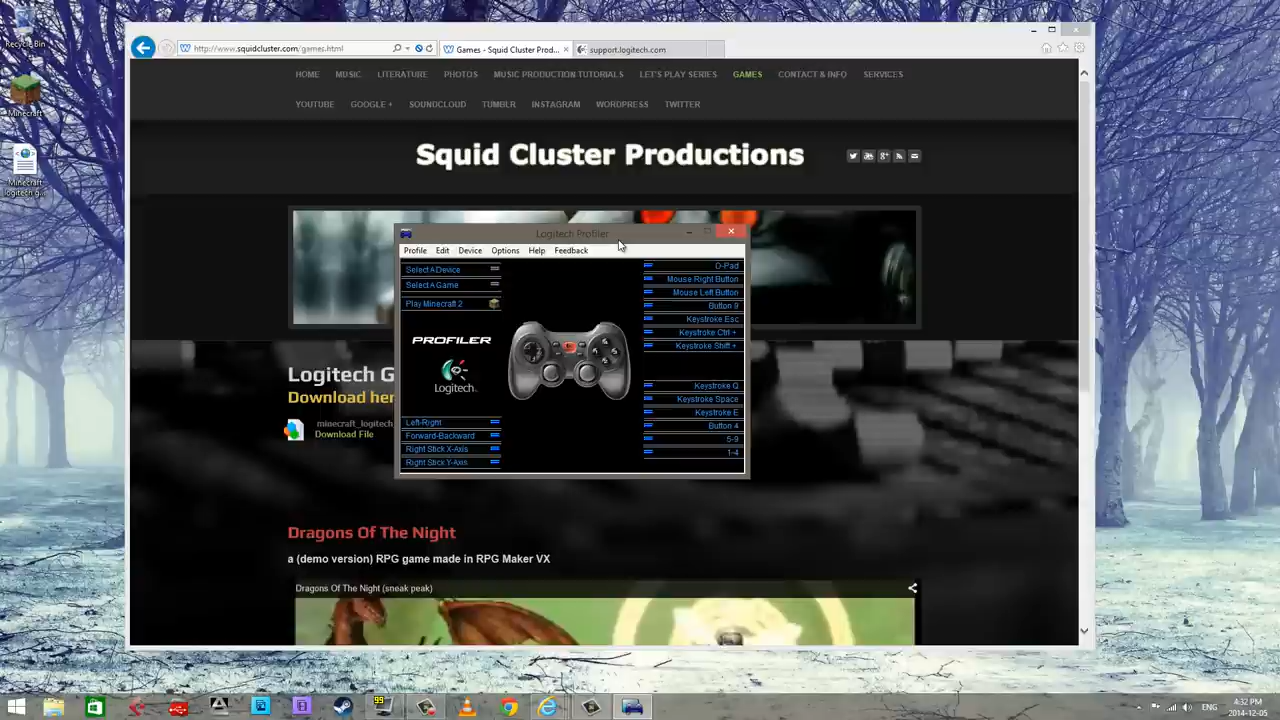 Recycle Bin
Minecraft
Minecraft
logitech g...
http://www.squidcluster.com/games.html
Games - Squid Cluster Prod...
support.logitech.com
HOME MUSIC LITERATURE PHOTOS MUSIC PRODUCTION TUTORIALS LET'S PLAY SERIES GAMES CONTACT & INFO SERVICES
YOUTUBE GOOGLE + SOUNDCLOUD TUMBLR INSTAGRAM WORDPRESS TWITTER
Squid Cluster Productions
Logitech Profiler
Profile Edit Device Options Help Feedback
Select A Device
Select A Game
Play Minecraft 2
PROFILER
Logitech
Left-Right
Forward-Backward
Right Stick X-Axis
Right Stick Y-Axis
D-Pad
Mouse Right Button
Mouse Left Button
Button 9
Keystroke Esc
Keystroke Ctrl +
Keystroke Shift +
Keystroke Q
Keystroke Space
Keystroke E
Button 4
5-9
1-4
Logitech G
Download her
minecraft_logitech
Download File
Dragons Of The Night
a (demo version) RPG game made in RPG Maker VX
Dragons Of The Night (sneak peak)
99
ENG
4:32 PM
2014-12-05